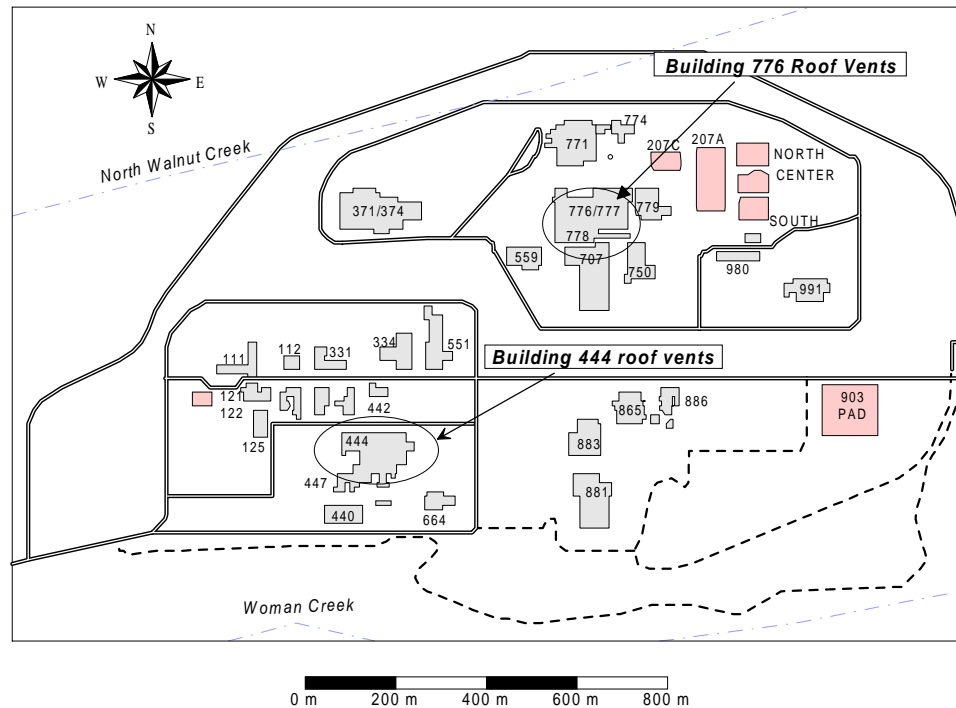 N
W E
S
North Walnut Creek
Building 776 Roof Vents
774
771
207C
207A
NORTH
CENTER
SOUTH
371/374
776/777
779
778
559
707
750
980
991
334
551
111
112
331
Building 444 roof vents
121
122
442
125
444
447
440
664
865
886
883
881
903
PAD
Woman Creek
0 m 200 m 400 m 600 m 800 m